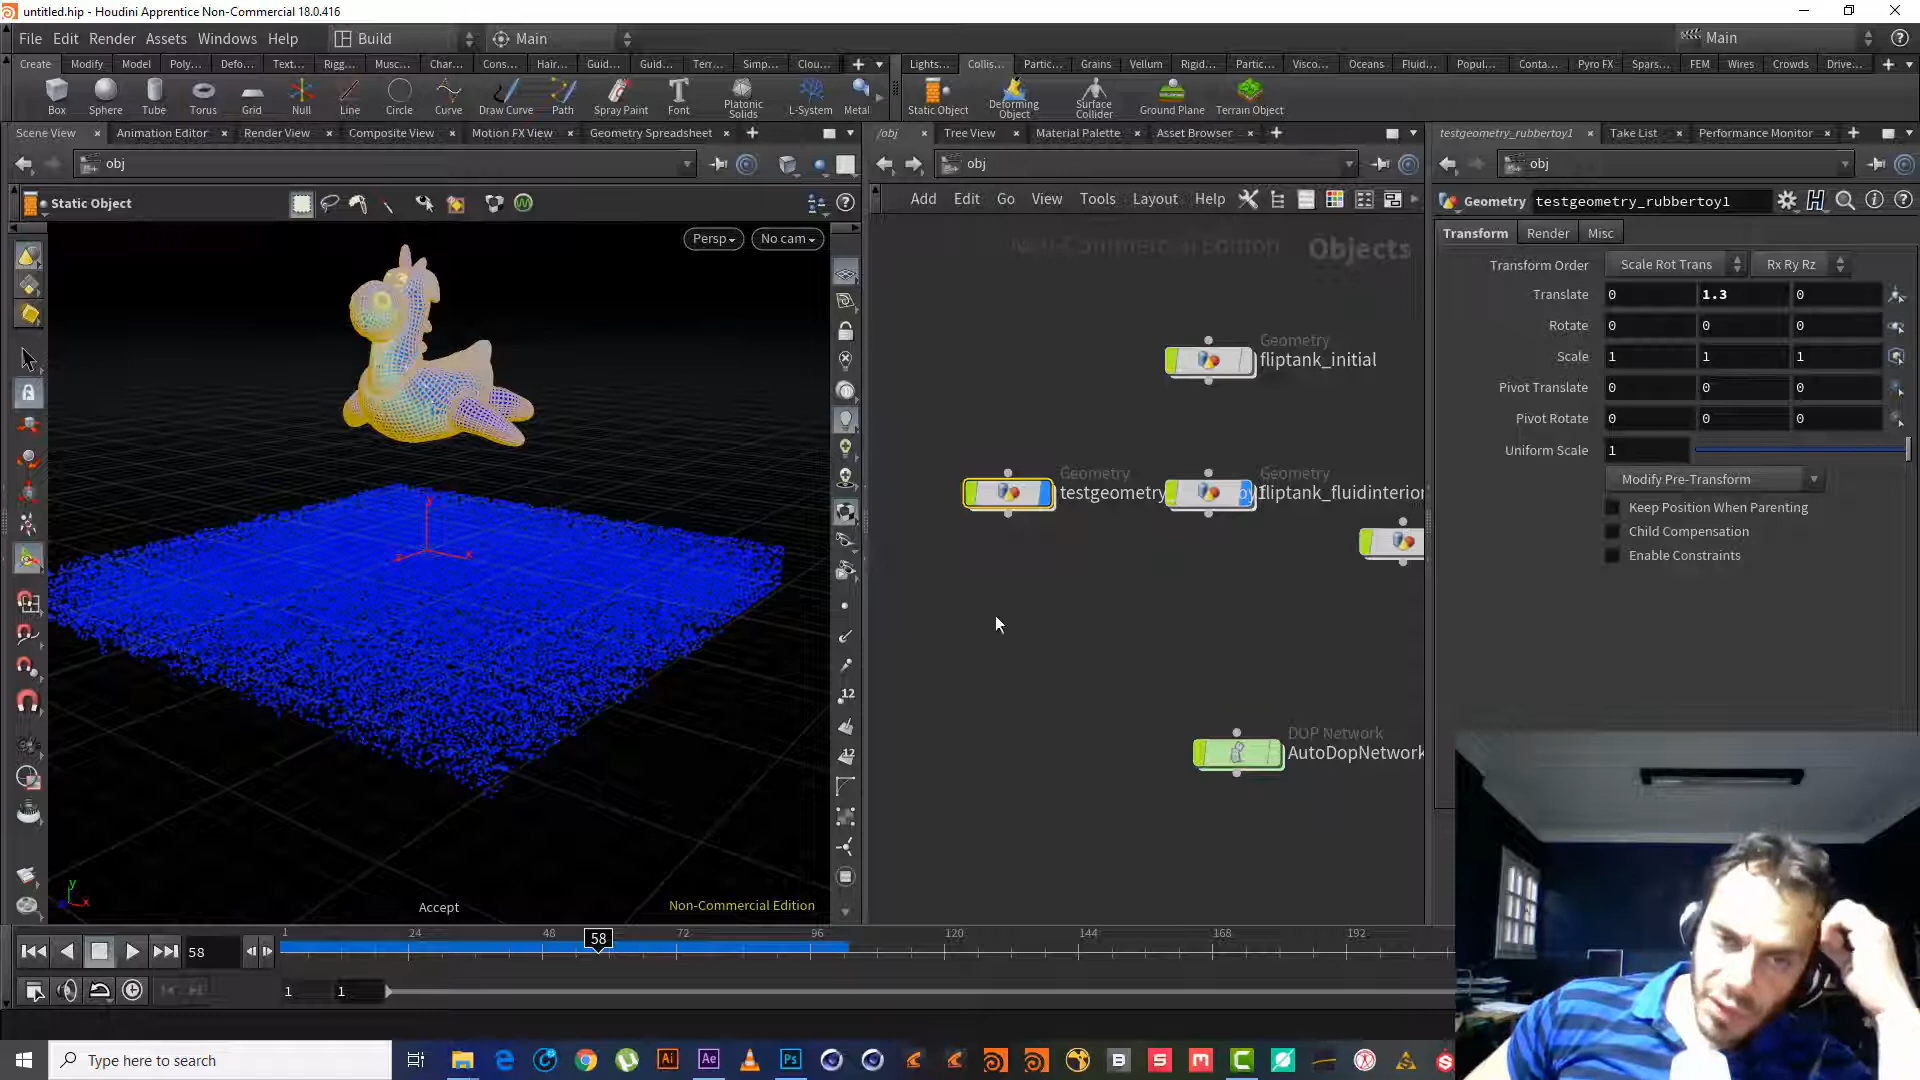 untitled.hip - Houdini Apprentice Non-Commercial 18.0.416
File Edit Render Assets Windows Help Build Main Main
Create Modify Model Poly... Defo... Text... Rigg... Musc... Char... Cons... Hair... Guid... Guid... Terr... Simp... Clou...
Lights... Collis... Partic... Grains Vellum Rigid... Partic... Visco... Oceans Fluid... Popul... Conta... Pyro FX Spars... FEM Wires Crowds Drive...
Box Sphere Tube Torus Grid Null Line Circle Curve Draw Curve Path Spray Paint Font Platonic Solids L-System Metal
Static Object Deforming Object Surface Collider Ground Plane Terrain Object
Scene View Animation Editor Render View Composite View Motion FX View Geometry Spreadsheet
/obj Tree View Material Palette Asset Browser
testgeometry_rubbertoy1 Take List Performance Monitor
obj
obj
obj
Static Object
Persp No cam
Add Edit Go View Tools Layout Help
Non-Commercial Edition Objects
Geometry
fliptank_initial
Geometry
testgeometry
Geometry
fliptank_fluidinterior
DOP Network
AutoDopNetwork
Geometry testgeometry_rubbertoy1
Transform Render Misc
Transform Order Scale Rot Trans Rx Ry Rz
Translate 0 1.3 0
Rotate 0 0 0
Scale 1 1 1
Pivot Translate 0 0 0
Pivot Rotate 0 0 0
Uniform Scale 1
Modify Pre-Transform
Keep Position When Parenting
Child Compensation
Enable Constraints
y
x
z
12
12
y
x
Accept
Non-Commercial Edition
58
1 24 48 58 72 96 120 144 168 192
1 1
Type here to search
Ai Ae Ps B S M C